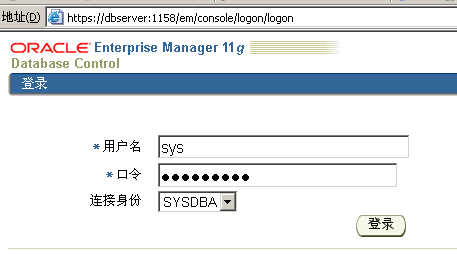 地址(D) https://dbserver:1158/em/console/logon/logon
ORACLE Enterprise Manager 11g
Database Control
登录
* 用户名 sys
* 口令 ●●●●●●●●●
连接身份 SYSDBA
登录